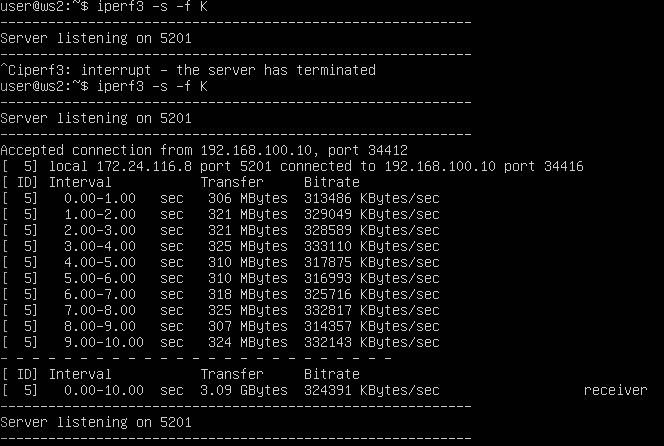 user@ws2:~$ iperf3 -s -f K
-----------------------------------------------------------
Server listening on 5201
-----------------------------------------------------------
^Ciperf3: interrupt - the server has terminated
user@ws2:~$ iperf3 -s -f K
-----------------------------------------------------------
Server listening on 5201
-----------------------------------------------------------
Accepted connection from 192.168.100.10, port 34412
[  5] local 172.24.116.8 port 5201 connected to 192.168.100.10 port 34416
[ ID] Interval           Transfer     Bitrate
[  5]   0.00-1.00   sec   306 MBytes  313486 KBytes/sec
[  5]   1.00-2.00   sec   321 MBytes  329049 KBytes/sec
[  5]   2.00-3.00   sec   321 MBytes  328589 KBytes/sec
[  5]   3.00-4.00   sec   325 MBytes  333110 KBytes/sec
[  5]   4.00-5.00   sec   310 MBytes  317875 KBytes/sec
[  5]   5.00-6.00   sec   310 MBytes  316993 KBytes/sec
[  5]   6.00-7.00   sec   318 MBytes  325716 KBytes/sec
[  5]   7.00-8.00   sec   325 MBytes  332817 KBytes/sec
[  5]   8.00-9.00   sec   307 MBytes  314357 KBytes/sec
[  5]   9.00-10.00  sec   324 MBytes  332143 KBytes/sec
- - - - - - - - - - - - - - - - - - - - - - - - -
[ ID] Interval           Transfer     Bitrate
[  5]   0.00-10.00  sec  3.09 GBytes  324391 KBytes/sec                  receiver
-----------------------------------------------------------
Server listening on 5201
-----------------------------------------------------------